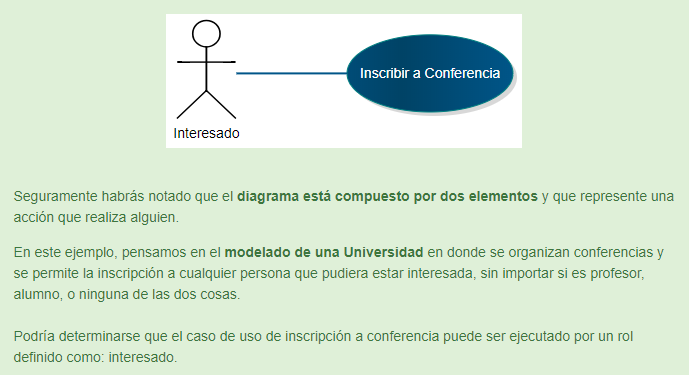 Inscribir a Conferencia
Interesado
Seguramente habrás notado que el diagrama está compuesto por dos elementos y que represente una
acción que realiza alguien.
En este ejemplo, pensamos en el modelado de una Universidad en donde se organizan conferencias y
se permite la inscripción a cualquier persona que pudiera estar interesada, sin importar si es profesor,
alumno, o ninguna de las dos cosas.
Podría determinarse que el caso de uso de inscripción a conferencia puede ser ejecutado por un rol
definido como: interesado.